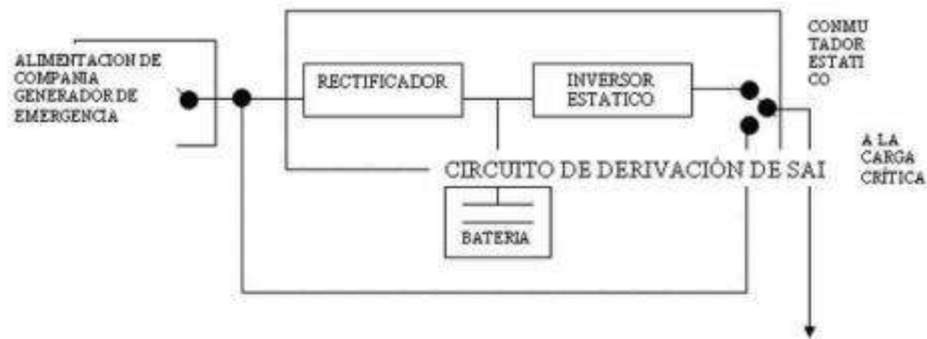 ALIMENTACION DE
COMPAÑIA
GENERADOR DE
EMERGENCIA
RECTIFICADOR
INVERSOR
ESTATICO
CONMU
TADOR
ESTATI
CO
A LA
CARGA
CRÍTICA
CIRCUITO DE DERIVACIÓN DE SAI
BATERIA